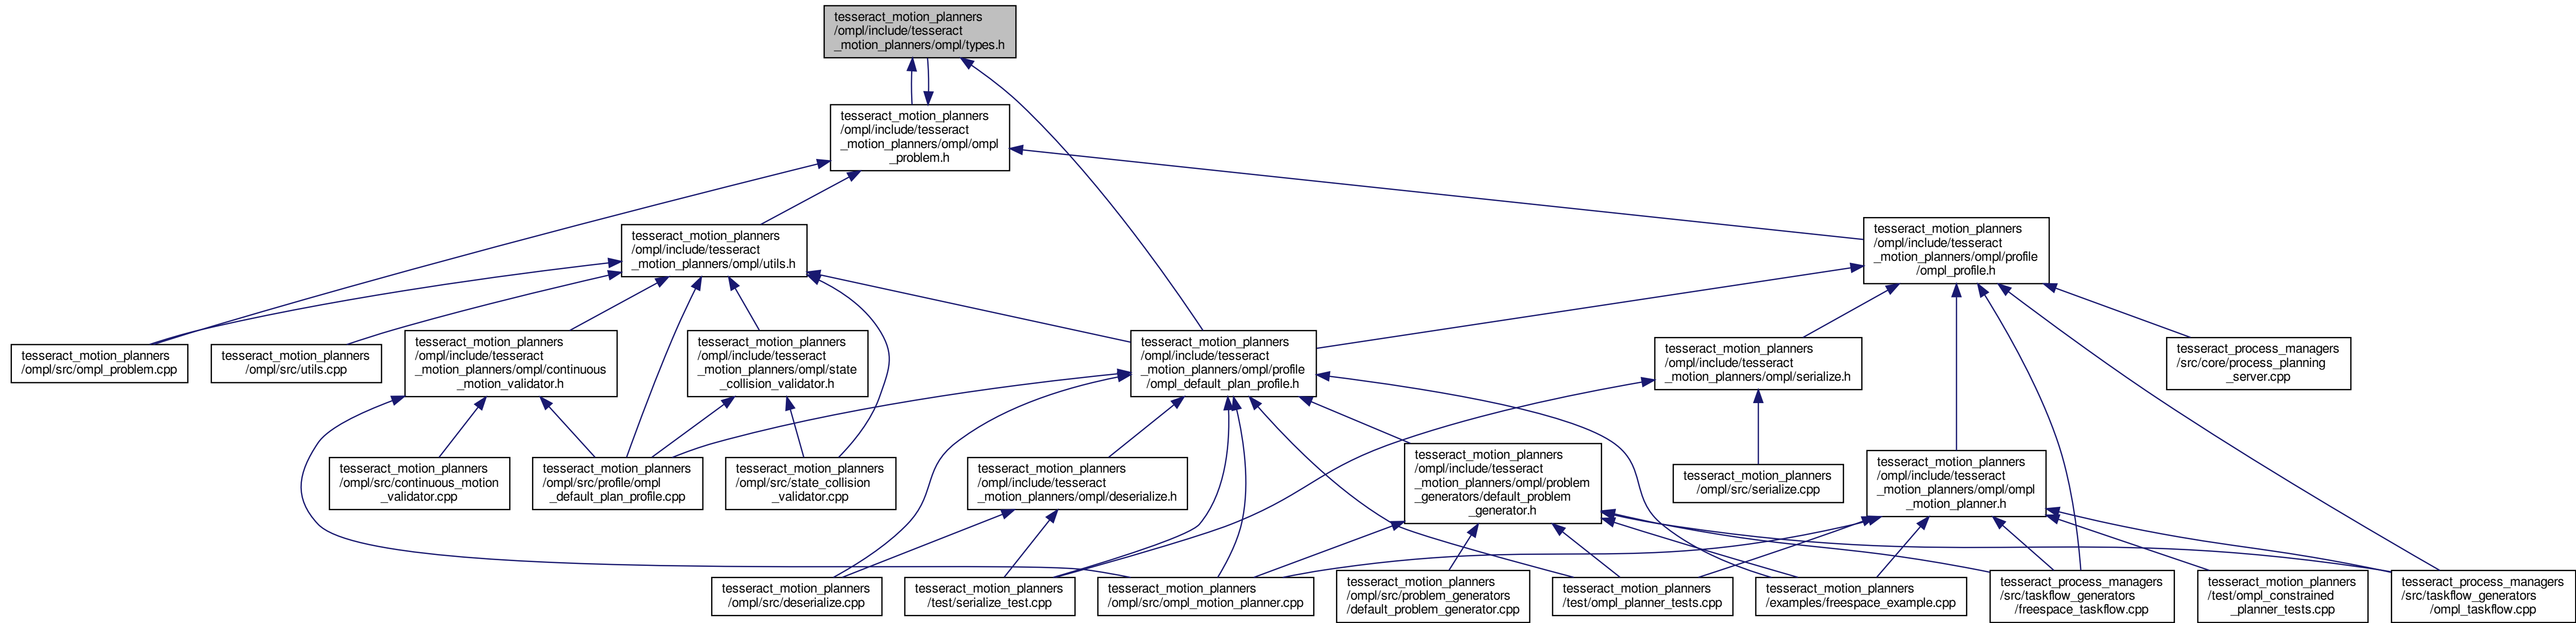 tesseract_motion_planners
/ompl/include/tesseract
_motion_planners/ompl/types.h
tesseract_motion_planners
/ompl/include/tesseract
_motion_planners/ompl/ompl
_problem.h
tesseract_motion_planners
/ompl/include/tesseract
_motion_planners/ompl/utils.h
tesseract_motion_planners
/ompl/include/tesseract
_motion_planners/ompl/profile
/ompl_profile.h
tesseract_motion_planners
/ompl/src/ompl_problem.cpp
tesseract_motion_planners
/ompl/src/utils.cpp
tesseract_motion_planners
/ompl/include/tesseract
_motion_planners/ompl/continuous
_motion_validator.h
tesseract_motion_planners
/ompl/include/tesseract
_motion_planners/ompl/state
_collision_validator.h
tesseract_motion_planners
/ompl/include/tesseract
_motion_planners/ompl/profile
/ompl_default_plan_profile.h
tesseract_motion_planners
/ompl/include/tesseract
_motion_planners/ompl/serialize.h
tesseract_process_managers
/src/core/process_planning
_server.cpp
tesseract_motion_planners
/ompl/src/continuous_motion
_validator.cpp
tesseract_motion_planners
/ompl/src/profile/ompl
_default_plan_profile.cpp
tesseract_motion_planners
/ompl/src/state_collision
_validator.cpp
tesseract_motion_planners
/ompl/include/tesseract
_motion_planners/ompl/deserialize.h
tesseract_motion_planners
/ompl/include/tesseract
_motion_planners/ompl/problem
_generators/default_problem
_generator.h
tesseract_motion_planners
/ompl/src/serialize.cpp
tesseract_motion_planners
/ompl/include/tesseract
_motion_planners/ompl/ompl
_motion_planner.h
tesseract_motion_planners
/ompl/src/deserialize.cpp
tesseract_motion_planners
/test/serialize_test.cpp
tesseract_motion_planners
/ompl/src/ompl_motion_planner.cpp
tesseract_motion_planners
/ompl/src/problem_generators
/default_problem_generator.cpp
tesseract_motion_planners
/test/ompl_planner_tests.cpp
tesseract_motion_planners
/examples/freespace_example.cpp
tesseract_process_managers
/src/taskflow_generators
/freespace_taskflow.cpp
tesseract_motion_planners
/test/ompl_constrained
_planner_tests.cpp
tesseract_process_managers
/src/taskflow_generators
/ompl_taskflow.cpp